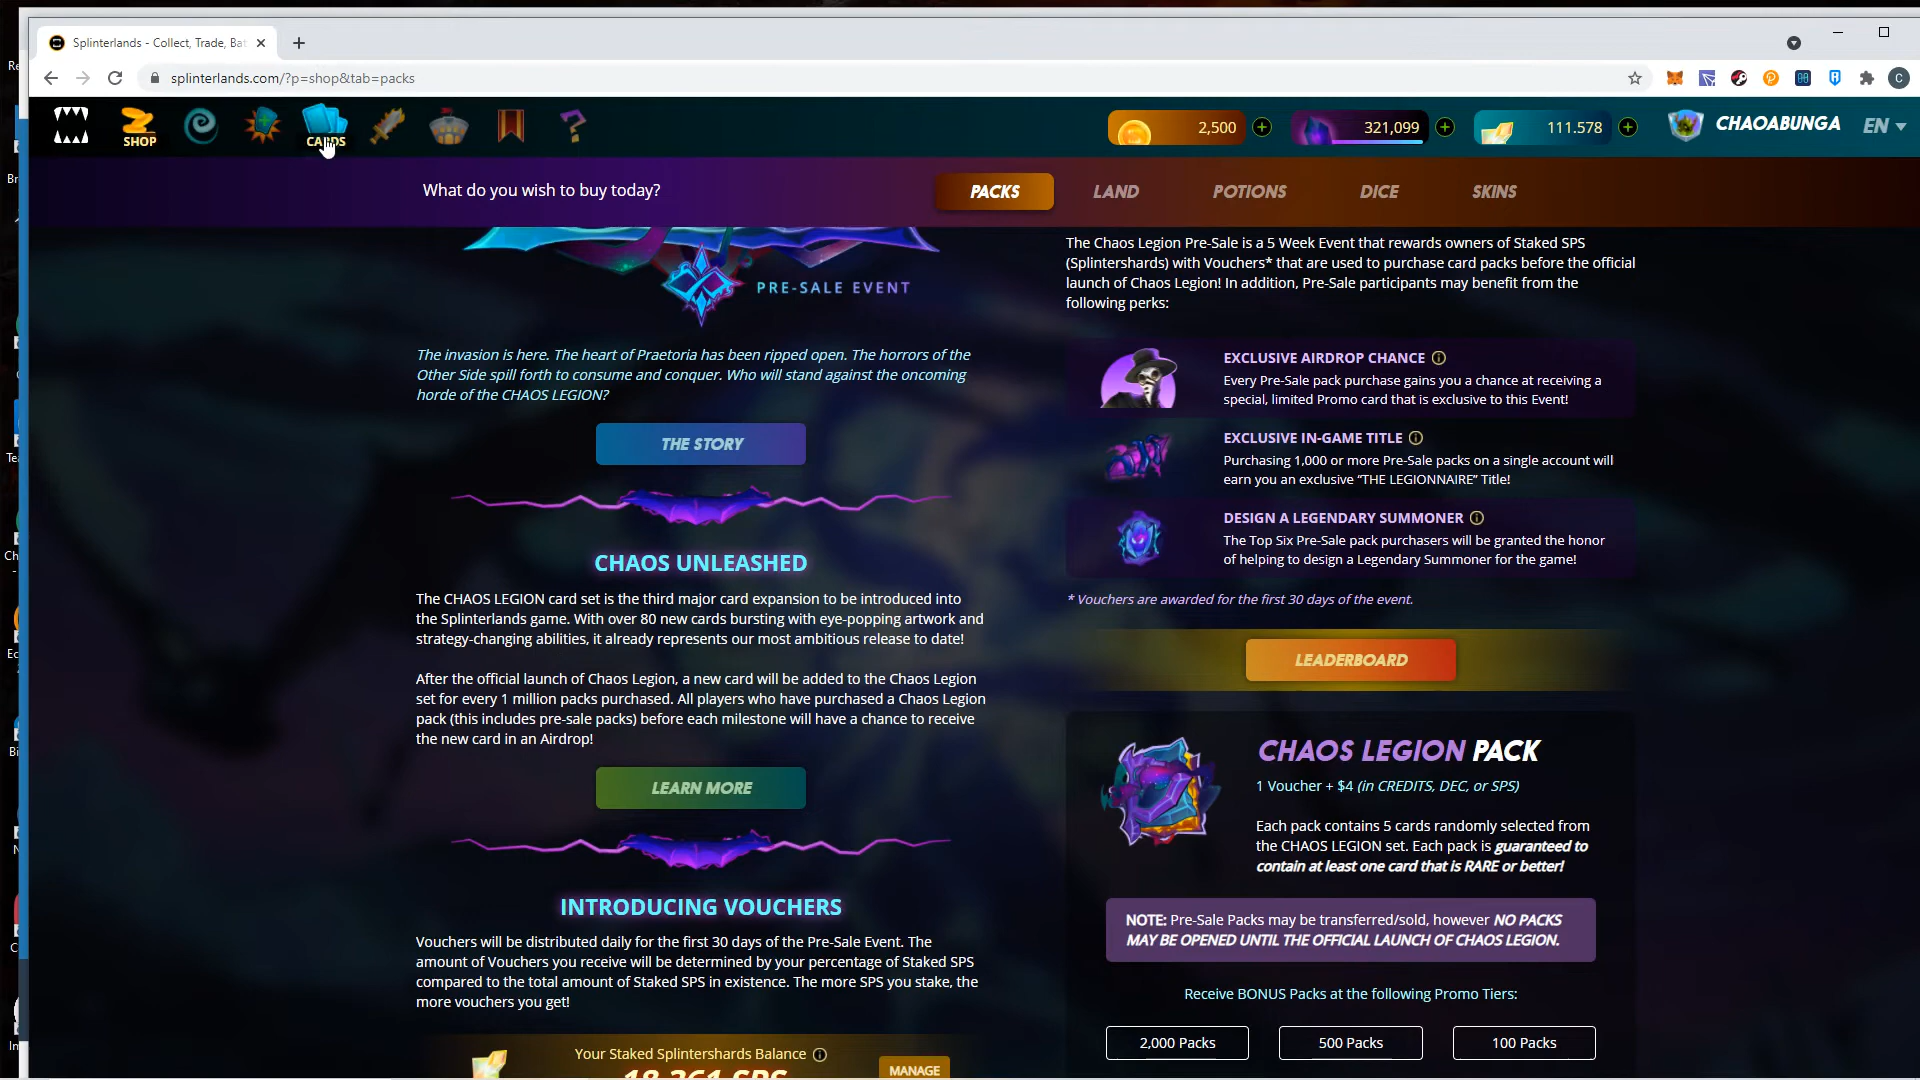 Splinterlands - Collect, Trade, Bat
splinterlands.com/?p=shop&tab=packs
C
SHOP
CARDS
2,500
321,099
111.578
CHAOABUNGA
EN
What do you wish to buy today?
PACKS
LAND
POTIONS
DICE
SKINS
PRE-SALE EVENT
The invasion is here. The heart of Praetoria has been ripped open. The horrors of the
Other Side spill forth to consume and conquer. Who will stand against the oncoming
horde of the CHAOS LEGION?
THE STORY
CHAOS UNLEASHED
The CHAOS LEGION card set is the third major card expansion to be introduced into
the Splinterlands game. With over 80 new cards bursting with eye-popping artwork and
strategy-changing abilities, it already represents our most ambitious release to date!
After the official launch of Chaos Legion, a new card will be added to the Chaos Legion
set for every 1 million packs purchased. All players who have purchased a Chaos Legion
pack (this includes pre-sale packs) before each milestone will have a chance to receive
the new card in an Airdrop!
LEARN MORE
INTRODUCING VOUCHERS
Vouchers will be distributed daily for the first 30 days of the Pre-Sale Event. The
amount of Vouchers you receive will be determined by your percentage of Staked SPS
compared to the total amount of Staked SPS in existence. The more SPS you stake, the
more vouchers you get!
Your Staked Splintershards Balance
18,261 SPS
MANAGE
The Chaos Legion Pre-Sale is a 5 Week Event that rewards owners of Staked SPS
(Splintershards) with Vouchers* that are used to purchase card packs before the official
launch of Chaos Legion! In addition, Pre-Sale participants may benefit from the
following perks:
EXCLUSIVE AIRDROP CHANCE
Every Pre-Sale pack purchase gains you a chance at receiving a
special, limited Promo card that is exclusive to this Event!
EXCLUSIVE IN-GAME TITLE
Purchasing 1,000 or more Pre-Sale packs on a single account will
earn you an exclusive “THE LEGIONNAIRE” Title!
DESIGN A LEGENDARY SUMMONER
The Top Six Pre-Sale pack purchasers will be granted the honor
of helping to design a Legendary Summoner for the game!
* Vouchers are awarded for the first 30 days of the event.
LEADERBOARD
CHAOS LEGION PACK
1 Voucher + $4 (in CREDITS, DEC, or SPS)
Each pack contains 5 cards randomly selected from
the CHAOS LEGION set. Each pack is guaranteed to
contain at least one card that is RARE or better!
NOTE: Pre-Sale Packs may be transferred/sold, however NO PACKS
MAY BE OPENED UNTIL THE OFFICIAL LAUNCH OF CHAOS LEGION.
Receive BONUS Packs at the following Promo Tiers:
2,000 Packs
500 Packs
100 Packs